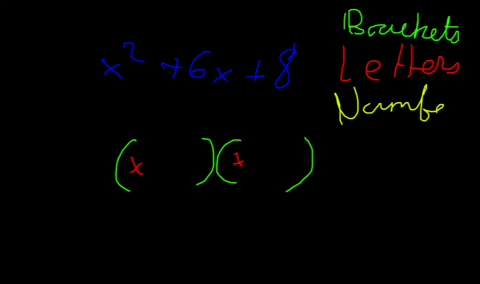 Brackets
x² + 6x + 8
Letters
Numbe
(x )(x )